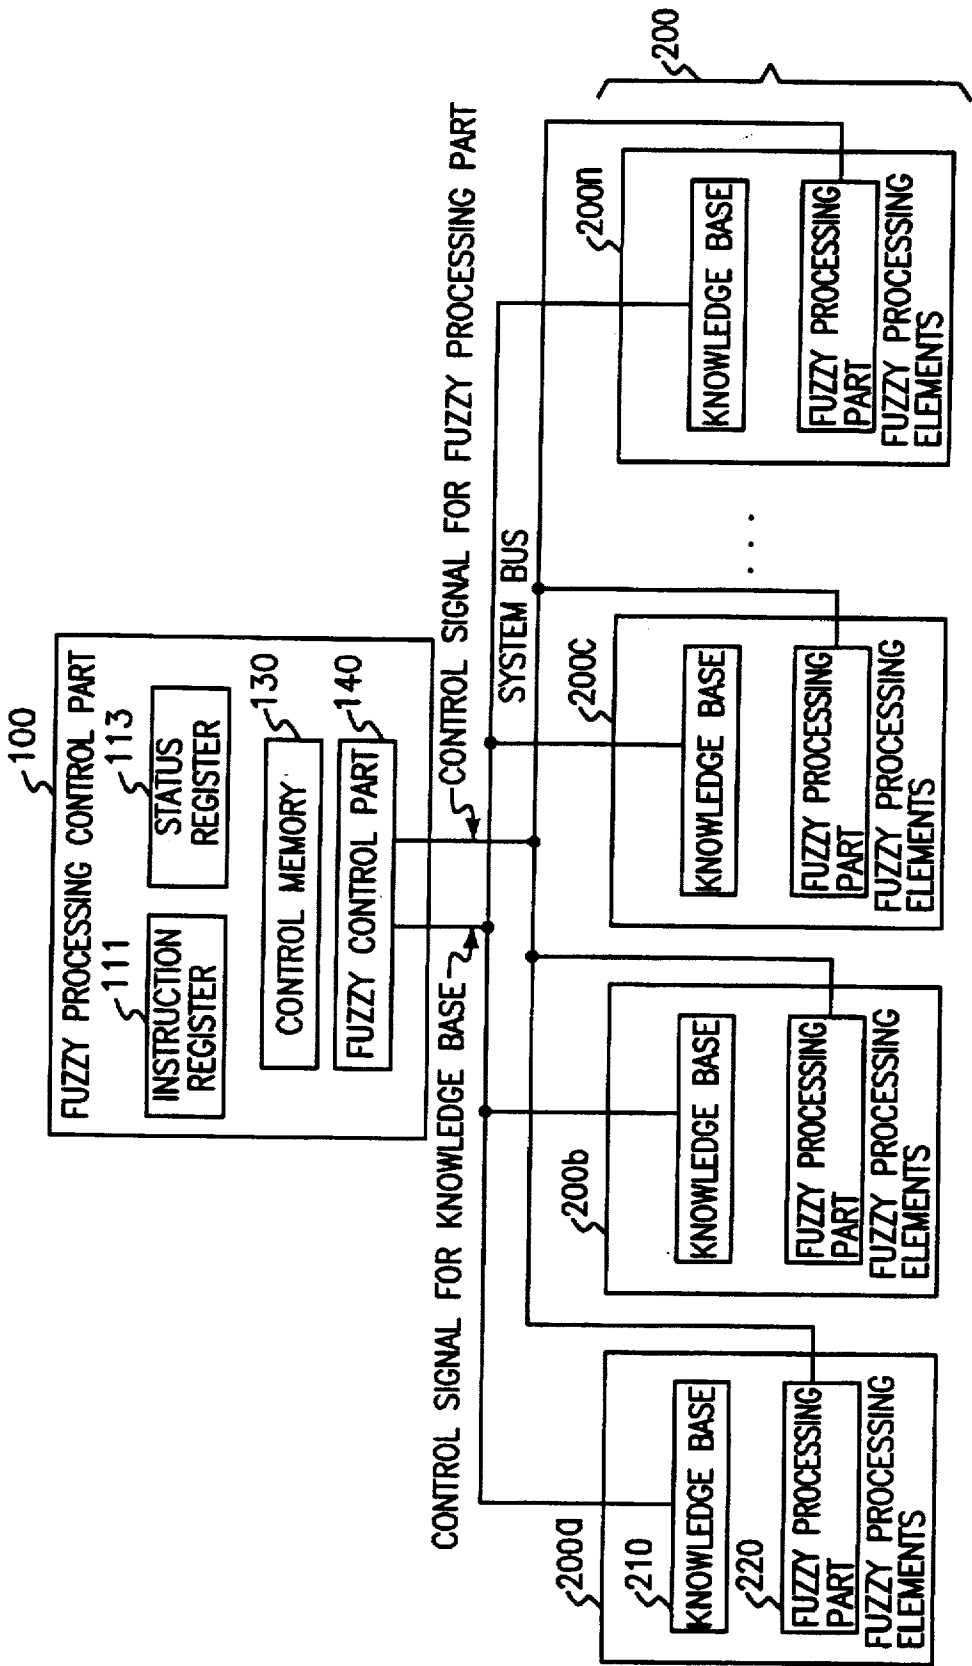 100
FUZZY PROCESSING CONTROL PART
111
113
INSTRUCTION
REGISTER
STATUS
REGISTER
130
CONTROL MEMORY
140
FUZZY CONTROL PART
CONTROL SIGNAL FOR KNOWLEDGE BASE
CONTROL SIGNAL FOR FUZZY PROCESSING PART
SYSTEM BUS
200
200a
210
KNOWLEDGE BASE
220
FUZZY PROCESSING
PART
FUZZY PROCESSING
ELEMENTS
200b
KNOWLEDGE BASE
FUZZY PROCESSING
PART
FUZZY PROCESSING
ELEMENTS
200c
KNOWLEDGE BASE
FUZZY PROCESSING
PART
FUZZY PROCESSING
ELEMENTS
. . .
200n
KNOWLEDGE BASE
FUZZY PROCESSING
PART
FUZZY PROCESSING
ELEMENTS